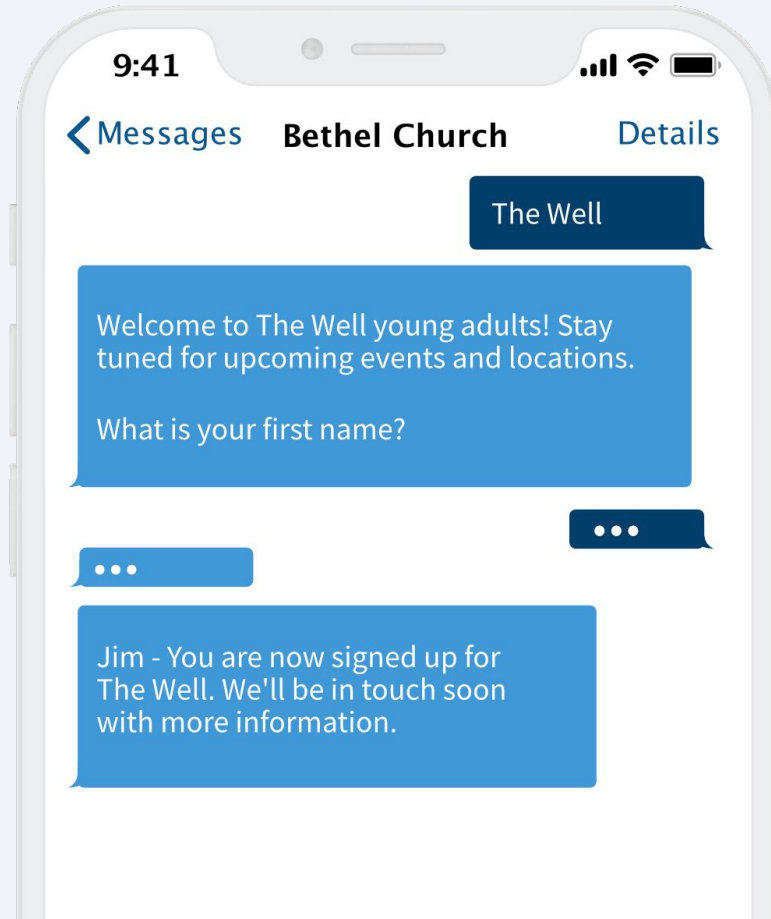 9:41
Messages Bethel Church Details
The Well
Welcome to The Well young adults! Stay
tuned for upcoming events and locations.
What is your first name?
Jim - You are now signed up for
The Well. We'll be in touch soon
with more information.